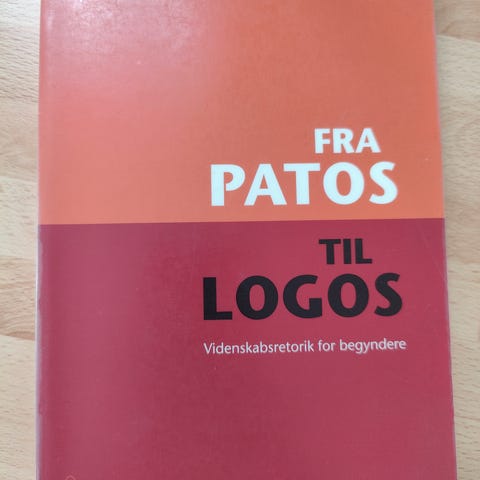 FRA
PATOS
TIL
LOGOS
Videnskabsretorik for begyndere